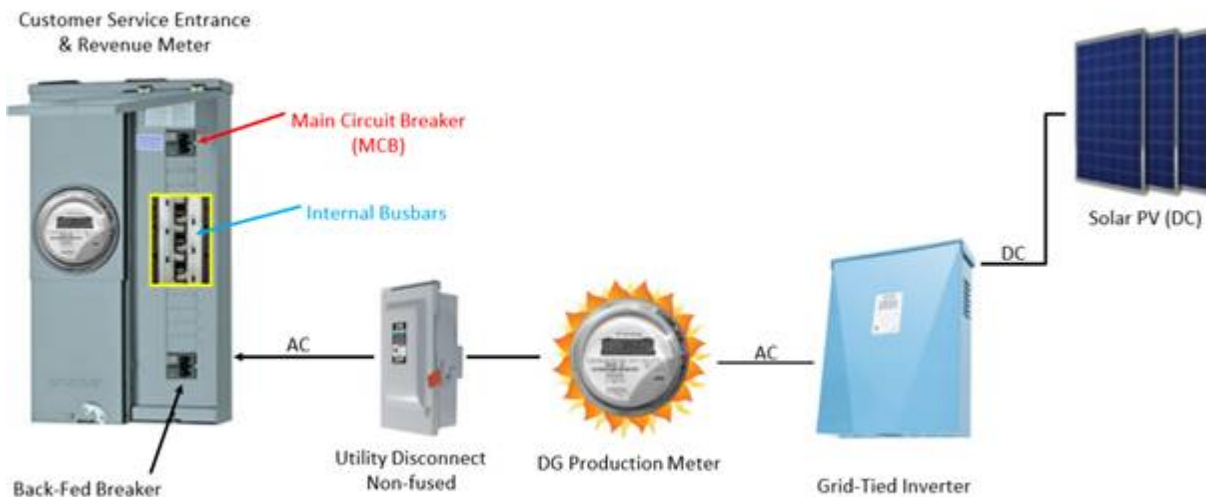 Customer Service Entrance
& Revenue Meter
Main Circuit Breaker
(MCB)
Internal Busbars
Solar PV (DC)
DC
AC
AC
Utility Disconnect
Non-fused
DG Production Meter
Grid-Tied Inverter
Back-Fed Breaker